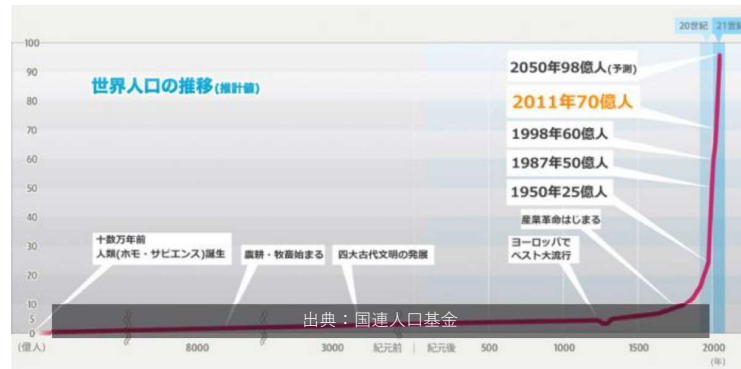 20世紀 21世紀
100
90
80
70
60
50
40
30
20
10
5
0
(億人)
世界人口の推移(推計値)
2050年98億人(予測)
2011年70億人
1998年60億人
1987年50億人
1950年25億人
産業革命はじまる
ヨーロッパで
ペスト大流行
十数万年前
人類(ホモ・サピエンス)誕生
農耕・牧畜始まる
四大古代文明の発展
出典:国連人口基金
8000 3000 紀元前 紀元後 500 1000 1500 2000
(年)